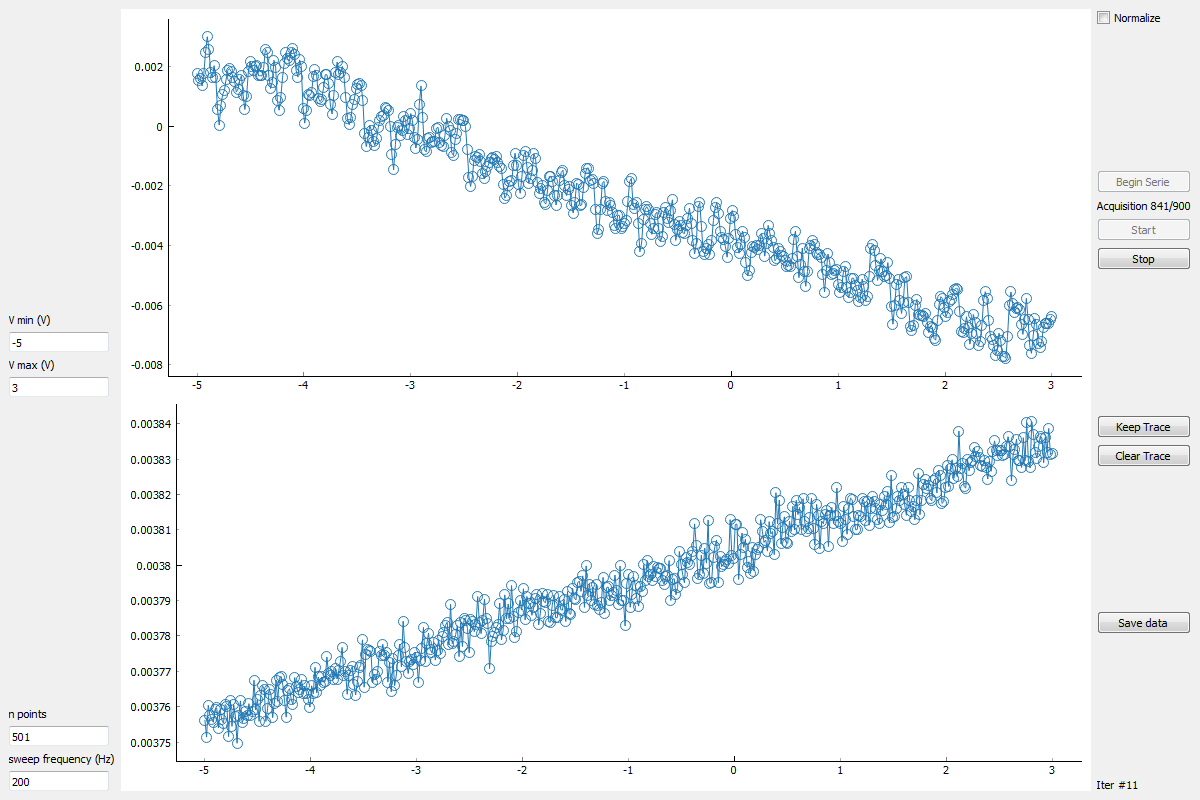 Normalize
0.002
0
-0.002
-0.004
-0.006
-0.008
-5 -4 -3 -2 -1 0 1 2 3
Begin Serie
Acquisition 841/900
Start
Stop
V min (V)
-5
V max (V)
3
0.00384
0.00383
0.00382
0.00381
0.0038
0.00379
0.00378
0.00377
0.00376
0.00375
-5 -4 -3 -2 -1 0 1 2 3
Keep Trace
Clear Trace
Save data
n points
501
sweep frequency (Hz)
200
Iter #11